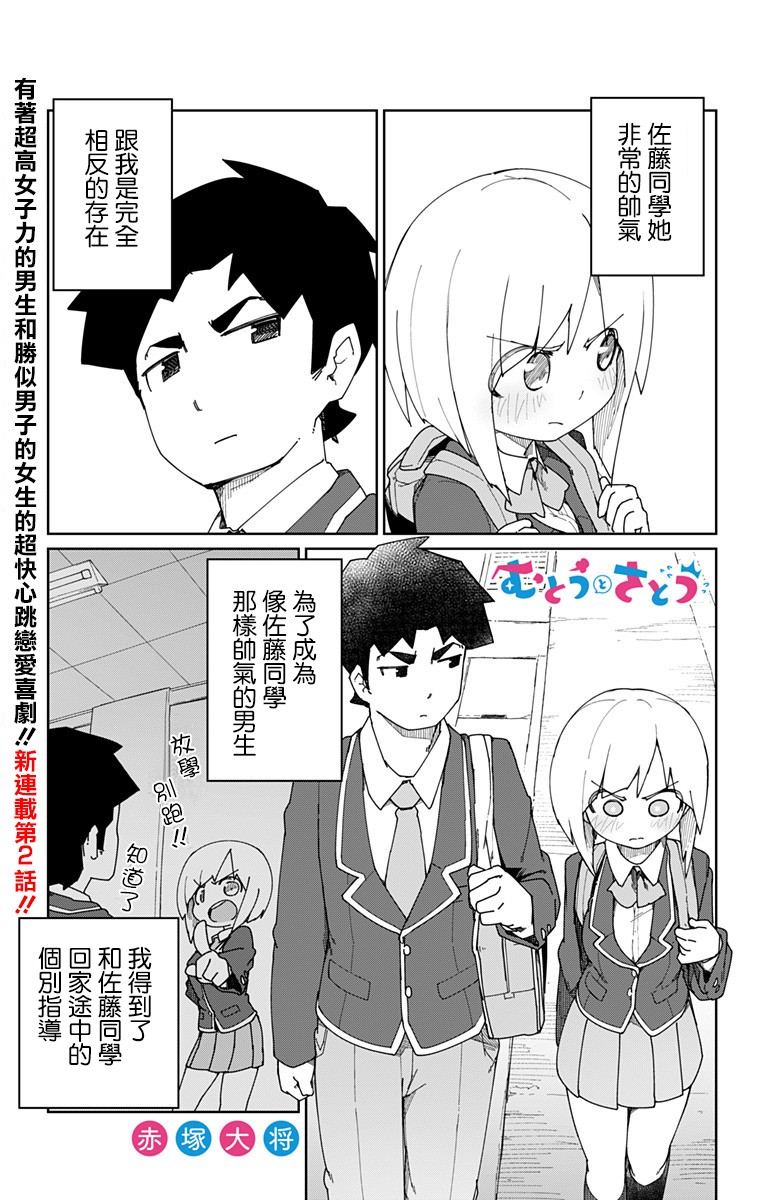 佐藤同學她
非常的帥氣
跟我是完全
相反的存在
むとうとさとう
為了成為
像佐藤同學
那樣帥氣的男生
放學
別跑!!
知道了
我得到了
和佐藤同學
回家途中的
個別指導
有著超高女子力的男生和勝似男子的女生的超快心跳戀愛喜劇!!新連載第2話!!
赤塚大将